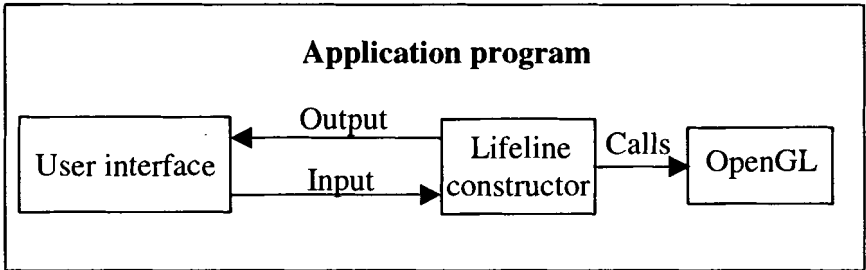 Application program
Output
User interface
Input
Lifeline
constructor
Calls
OpenGL